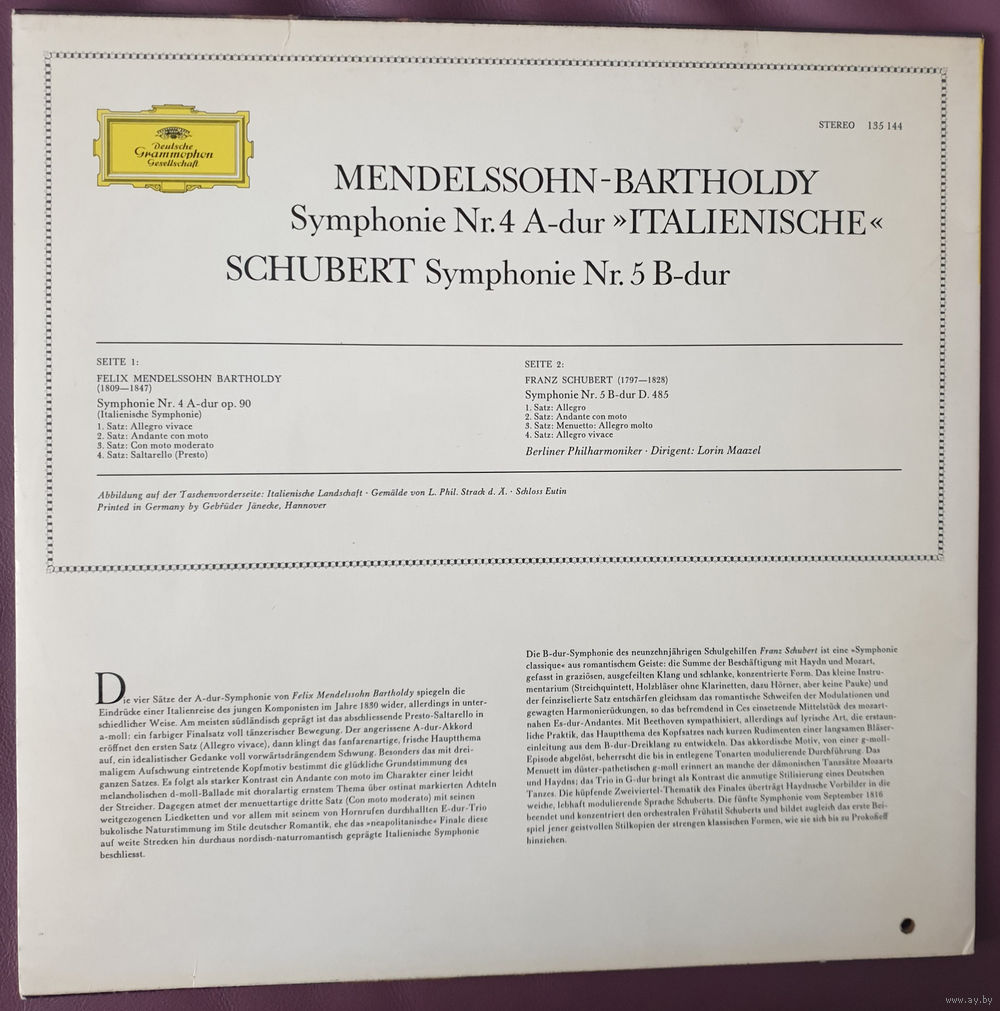 Deutsche
Grammophon
Gesellschaft
STEREO 135 144
MENDELSSOHN-BARTHOLDY
Symphonie Nr. 4 A-dur »ITALIENISCHE«
SCHUBERT Symphonie Nr. 5 B-dur
SEITE 1:
FELIX MENDELSSOHN BARTHOLDY
(1809—1847)
Symphonie Nr. 4 A-dur op. 90
(Italienische Symphonie)
1. Satz: Allegro vivace
2. Satz: Andante con moto
3. Satz: Con moto moderato
4. Satz: Saltarello (Presto)
SEITE 2:
FRANZ SCHUBERT (1797—1828)
Symphonie Nr. 5 B-dur D. 485
1. Satz: Allegro
2. Satz: Andante con moto
3. Satz: Menuetto: Allegro molto
4. Satz: Allegro vivace
Berliner Philharmoniker · Dirigent: Lorin Maazel
Abbildung auf der Taschenvorderseite: Italienische Landschaft · Gemälde von L. Phil. Strack d. Ä. · Schloss Eutin
Printed in Germany by Gebrüder Jänecke, Hannover
Die vier Sätze der A-dur-Symphonie von Felix Mendelssohn Bartholdy spiegeln die
Eindrücke einer Italienreise des jungen Komponisten im Jahre 1830 wider, allerdings in unter-
schiedlicher Weise. Am meisten südländisch geprägt ist das abschliessende Presto-Saltarello in
a-moll: ein farbiger Finalsatz voll tänzerischer Bewegung. Der angerissene A-dur-Akkord
eröffnet den ersten Satz (Allegro vivace), dann klingt das fanfarenartige, frische Hauptthema
auf, ein idealistischer Gedanke voll vorwärtsdrängendem Schwung. Besonders das mit drei-
maligem Aufschwung eintretende Kopfmotiv bestimmt die glückliche Grundstimmung des
ganzen Satzes. Es folgt als starker Kontrast ein Andante con moto im Charakter einer leicht
melancholischen d-moll-Ballade mit choralartig ernstem Thema über ostinat markierten Achteln
der Streicher. Dagegen atmet der menuettartige dritte Satz (Con moto moderato) mit seinen
weitgezogenen Liedketten und vor allem mit seinem von Hornrufen durchhallten E-dur-Trio
bukolische Naturstimmung im Stile deutscher Romantik, ehe das »neapolitanische« Finale diese
auf weite Strecken hin durchaus nordisch-naturromantisch geprägte Italienische Symphonie
beschliesst.
Die B-dur-Symphonie des neunzehnjährigen Schulgehilfen Franz Schubert ist eine »Symphonie
classique« aus romantischem Geiste: die Summe der Beschäftigung mit Haydn und Mozart,
gefasst in graziösen, ausgefeilten Klang und schlanke, konzentrierte Form. Das kleine Instru-
mentarium (Streichquintett, Holzbläser ohne Klarinetten, dazu Hörner, aber keine Pauke) und
der feinziselierte Satz entschärfen gleichsam das romantische Schweifen der Modulationen und
gewagten Harmonierückungen, so das befremdend in Ces einsetzende Mittelstück des mozart-
nahen Es-dur-Andantes. Mit Beethoven sympathisiert, allerdings auf lyrische Art, die erstaun-
liche Praktik, das Hauptthema des Kopfsatzes nach kurzen Rudimenten einer langsamen Bläser-
einleitung aus dem B-dur-Dreiklang zu entwickeln. Das akkordische Motiv, von einer g-moll-
Episode abgelöst, beherrscht die bis in entlegene Tonarten modulierende Durchführung. Das
Menuett im düster-pathetischen g-moll erinnert an manche der dämonischen Tanzsätze Mozarts
und Haydns; das Trio in G-dur bringt als Kontrast die anmutige Stilisierung eines Deutschen
Tanzes. Die hüpfende Zweiviertel-Thematik des Finales überträgt Haydnsche Vorbilder in die
weiche, lebhaft modulierende Sprache Schuberts. Die fünfte Symphonie vom September 1816
beendet und konzentriert den orchestralen Frühstil Schuberts und bildet zugleich das erste Bei-
spiel jener geistvollen Stilkopien der strengen klassischen Formen, wie sie sich bis zu Prokofieff
hinziehen.
www.ay.by